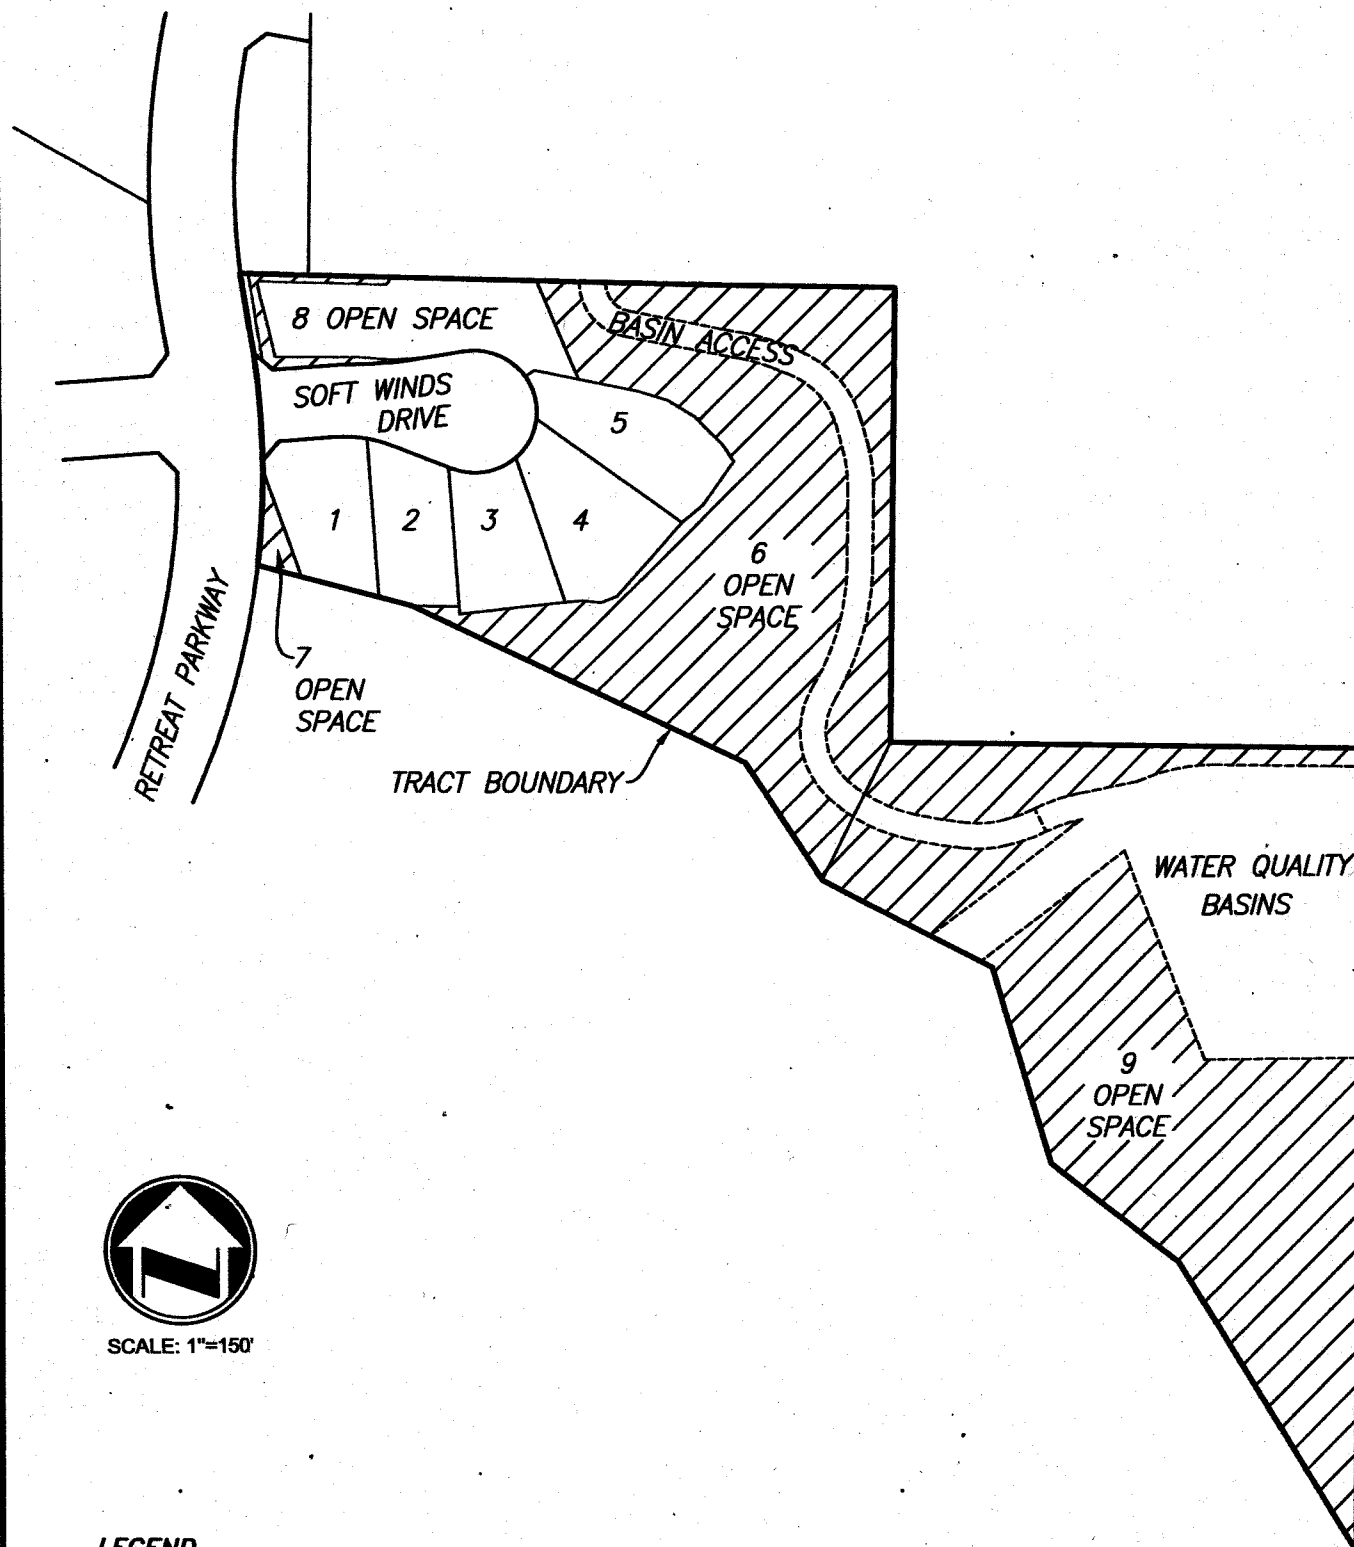 8 OPEN SPACE
BASIN ACCESS
SOFT WINDS
DRIVE
5
1
2
3
4
6
OPEN
SPACE
7
OPEN
SPACE
RETREAT PARKWAY
TRACT BOUNDARY
WATER QUALITY
BASINS
9
OPEN
SPACE
SCALE: 1"=150'
LEGEND